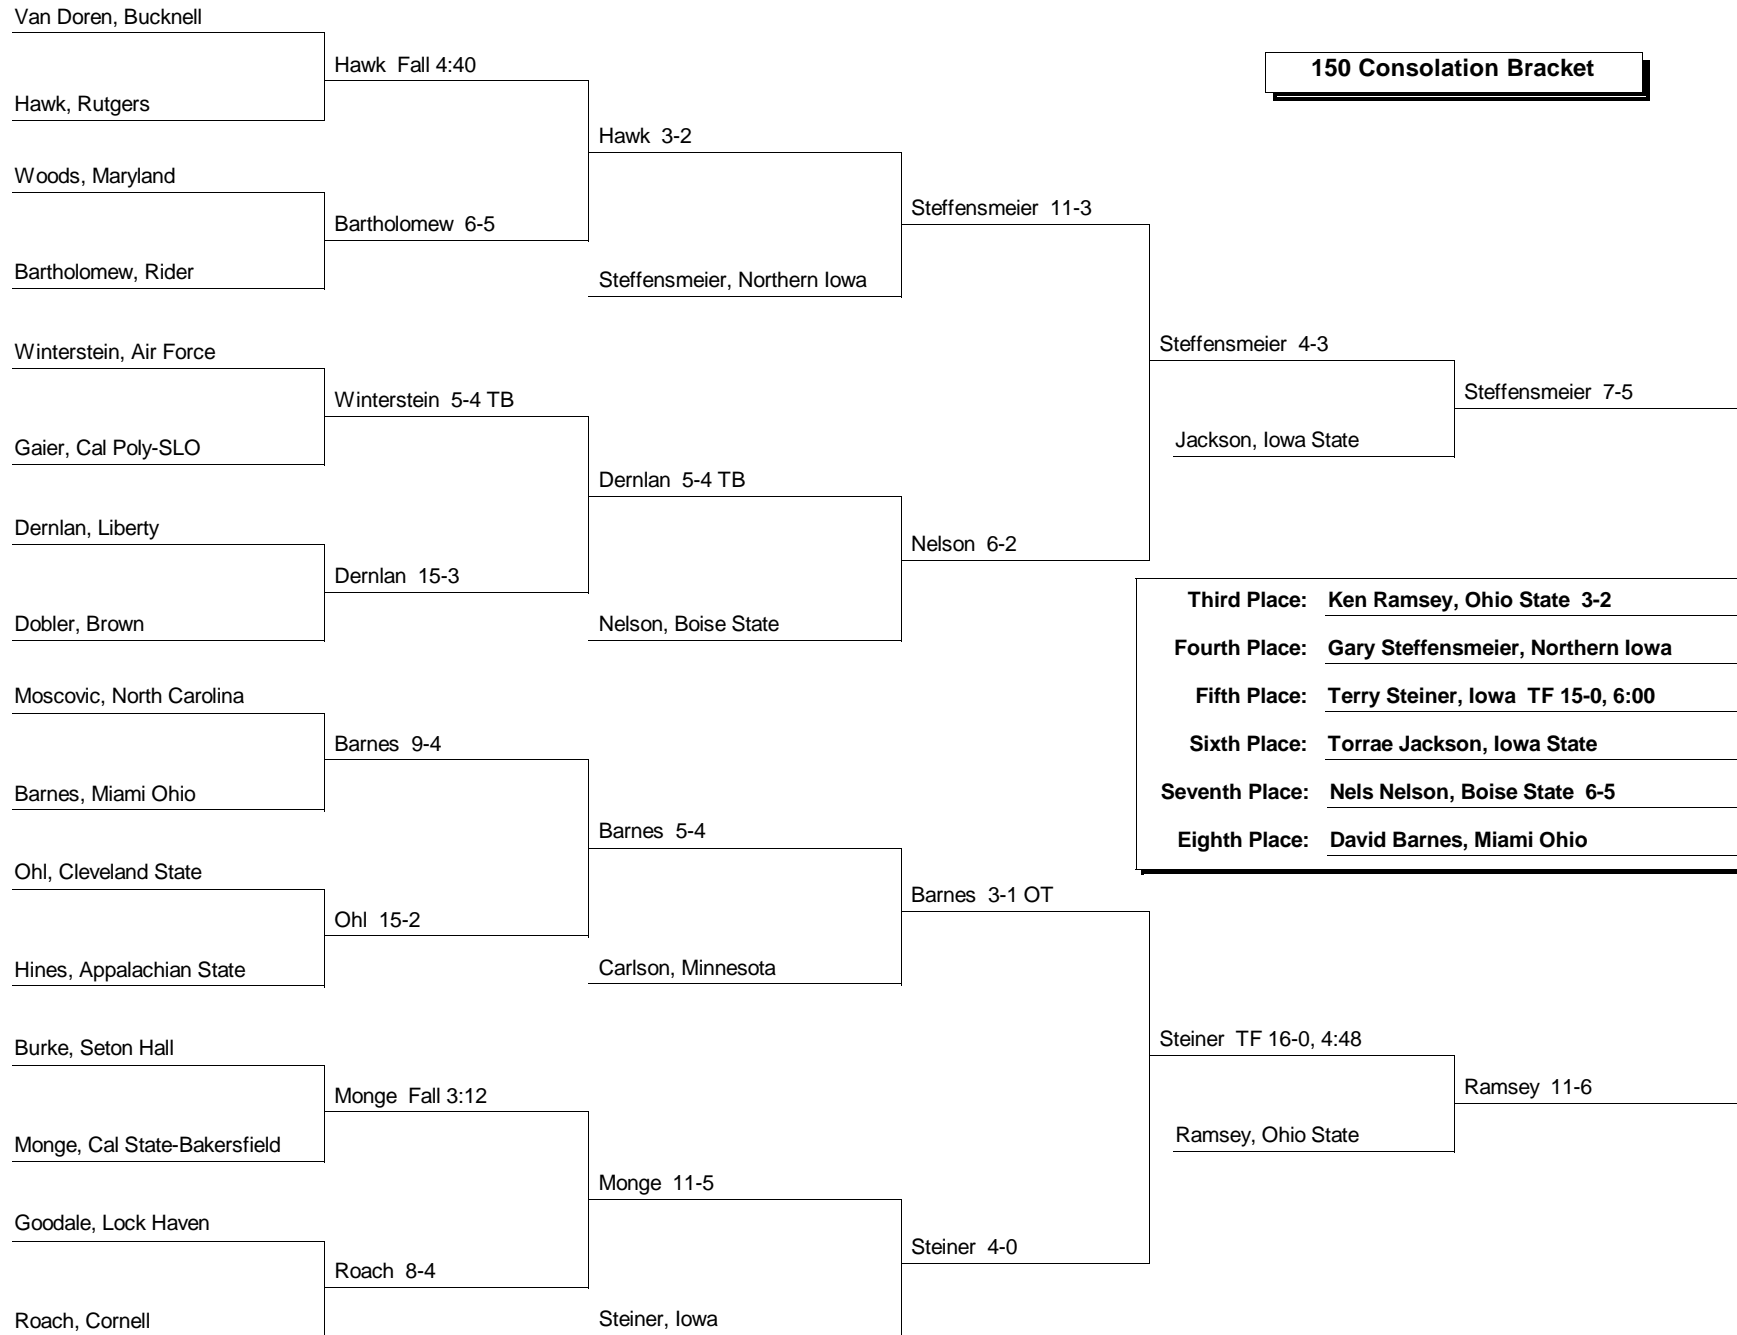 Van Doren, Bucknell
Hawk  Fall 4:40
150 Consolation Bracket
Hawk, Rutgers
Hawk  3-2
Woods, Maryland
Steffensmeier  11-3
Bartholomew  6-5
Bartholomew, Rider
Steffensmeier, Northern Iowa
Steffensmeier  4-3
Winterstein, Air Force
Steffensmeier  7-5
Winterstein  5-4 TB
Jackson, Iowa State
Gaier, Cal Poly-SLO
Dernlan  5-4 TB
Dernlan, Liberty
Nelson  6-2
Dernlan  15-3
Third Place: Ken Ramsey, Ohio State  3-2
Dobler, Brown
Nelson, Boise State
Fourth Place: Gary Steffensmeier, Northern Iowa
Moscovic, North Carolina
Fifth Place: Terry Steiner, Iowa  TF 15-0, 6:00
Barnes  9-4
Sixth Place: Torrae Jackson, Iowa State
Barnes, Miami Ohio
Seventh Place: Nels Nelson, Boise State  6-5
Barnes  5-4
Eighth Place: David Barnes, Miami Ohio
Ohl, Cleveland State
Barnes  3-1 OT
Ohl  15-2
Hines, Appalachian State
Carlson, Minnesota
Steiner  TF 16-0, 4:48
Burke, Seton Hall
Ramsey  11-6
Monge  Fall 3:12
Ramsey, Ohio State
Monge, Cal State-Bakersfield
Monge  11-5
Goodale, Lock Haven
Steiner  4-0
Roach  8-4
Steiner, Iowa
Roach, Cornell